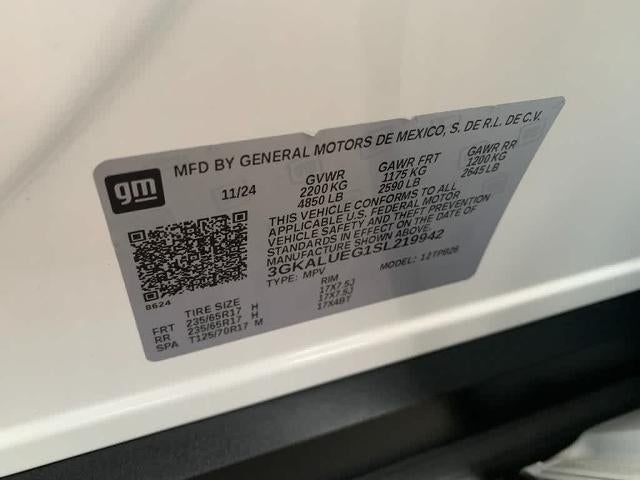 gm
MFD BY GENERAL MOTORS DE MEXICO, S. DE R.L. DE C.V.
11/24 GVWR GAWR FRT GAWR RR
2200 KG 1175 KG 1200 KG
4850 LB 2590 LB 2645 LB
THIS VEHICLE CONFORMS TO ALL
APPLICABLE U.S. FEDERAL MOTOR
VEHICLE SAFETY AND THEFT PREVENTION
STANDARDS IN EFFECT ON THE DATE OF
MANUFACTURE SHOWN ABOVE.
3GKALUEG1SL219942
TYPE: MPV MODEL: 12TPB26
8624
TIRE SIZE RIM
FRT 235/65R17 H 17X7.5J
RR 235/65R17 H 17X7.5J
SPA T125/70R17 M 17X4BT